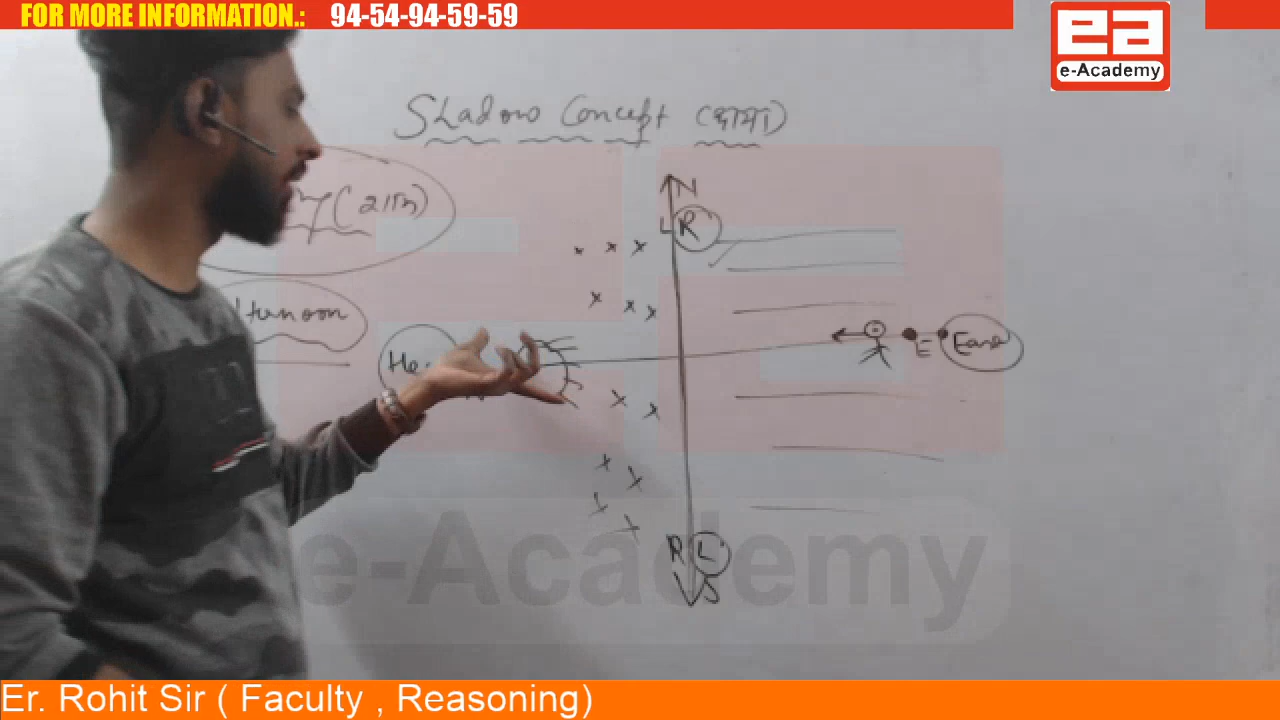 FOR MORE INFORMATION.: 94-54-94-59-59
ea
e-Academy
Shadow Concept (छाया)
N
L R
(शाम)
E
R L
S
e-Academy
Er. Rohit Sir ( Faculty , Reasoning)